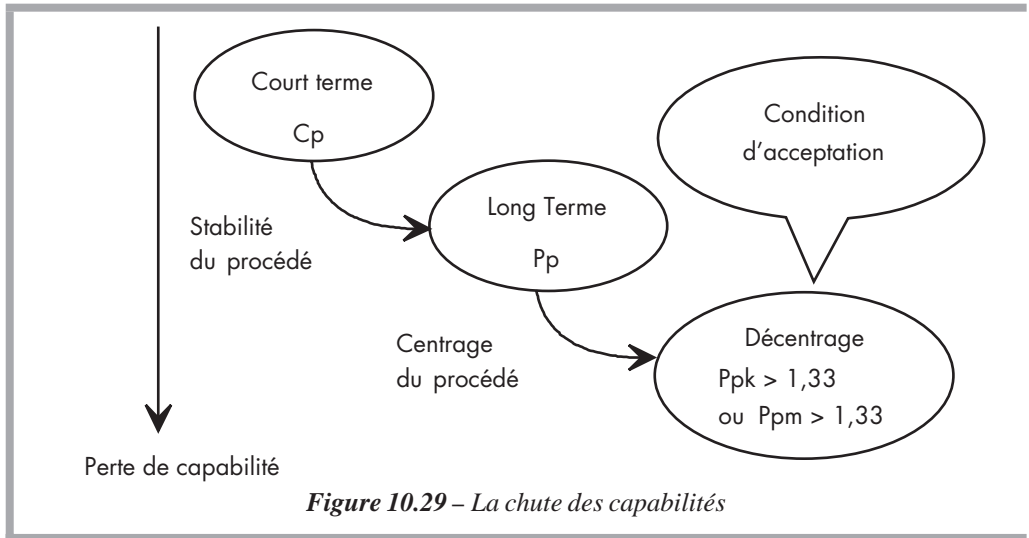 Court terme
Cp
Condition
d'acceptation
Stabilité
du procédé
Long Terme
Pp
Centrage
du procédé
Décentrage
Ppk > 1,33
ou Ppm > 1,33
Perte de capabilité
Figure 10.29 – La chute des capabilités